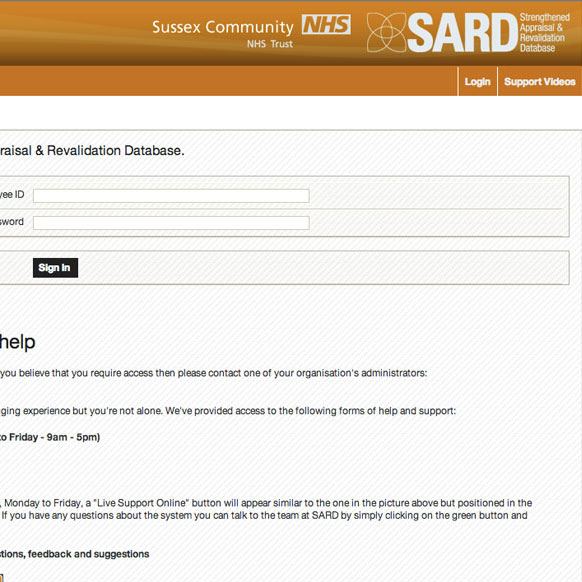 Sussex Community NHS
NHS Trust
SARD Strengthened
Appraisal &
Revalidation
Database
Login Support Videos
raisal & Revalidation Database.
yee ID
sword
Sign In
help
you believe that you require access then please contact one of your organisation's administrators:
ging experience but you're not alone. We've provided access to the following forms of help and support:
to Friday - 9am - 5pm)
, Monday to Friday, a "Live Support Online" button will appear similar to the one in the picture above but positioned in the
If you have any questions about the system you can talk to the team at SARD by simply clicking on the green button and
stions, feedback and suggestions